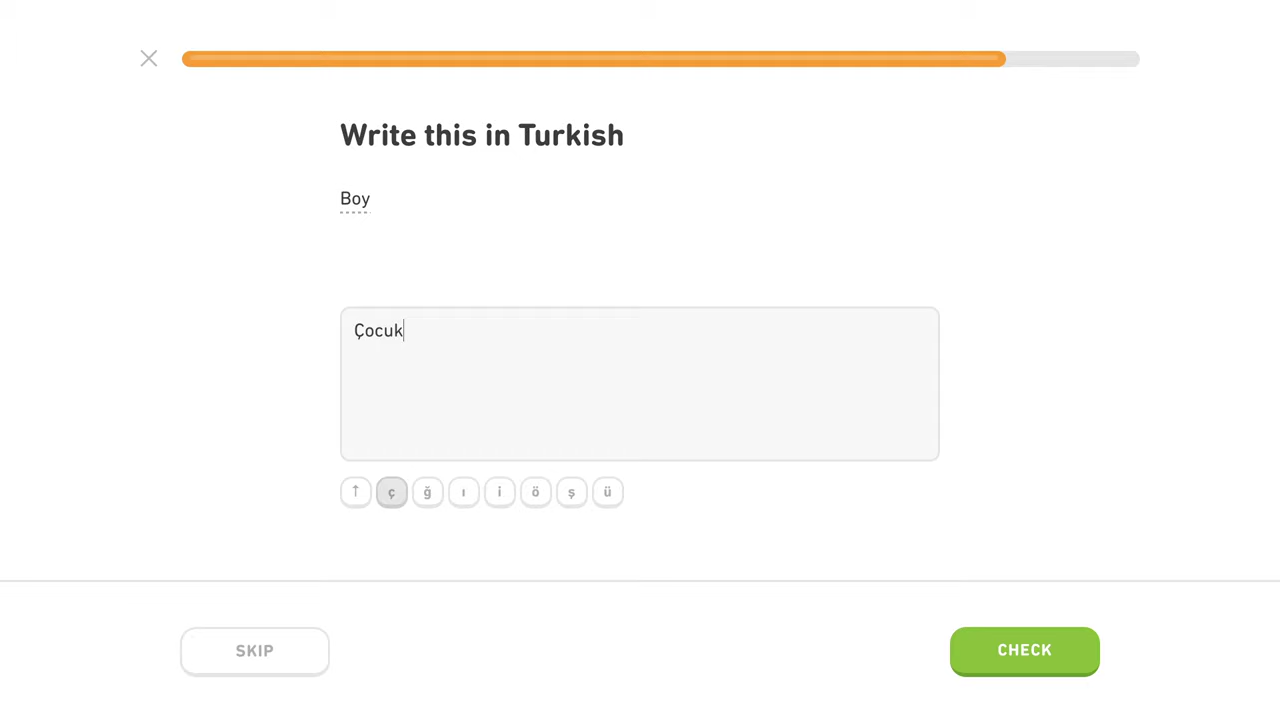 Write this in Turkish
Boy
Çocuk
↑ ç ğ ı i ö ş ü
SKIP
CHECK